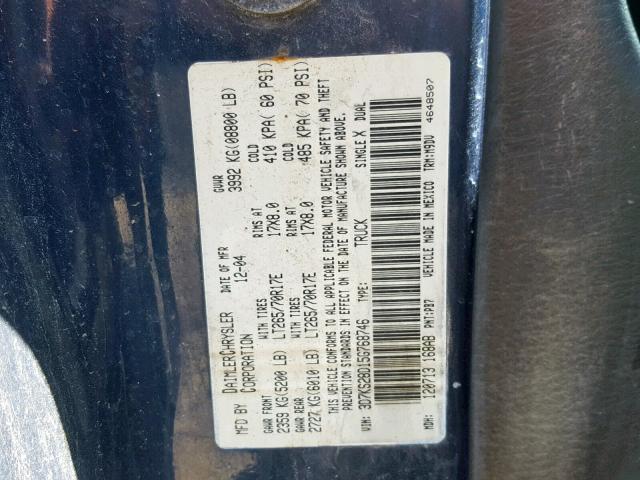 MFD BY DAIMLERCHRYSLER CORPORATION DATE OF MFR 12-04 GVWR 3992 KG(08800 LB)
GAWR FRONT WITH TIRES RIMS AT COLD
2359 KG(5200 LB) LT265/70R17E 17X8.0 410 KPA( 60 PSI)
GAWR REAR WITH TIRES RIMS AT COLD
2727 KG(6010 LB) LT265/70R17E 17X8.0 485 KPA( 70 PSI)
THIS VEHICLE CONFORMS TO ALL APPLICABLE FEDERAL MOTOR VEHICLE SAFETY AND THEFT
PREVENTION STANDARDS IN EFFECT ON THE DATE OF MANUFACTURE SHOWN ABOVE.
VIN: 3D7KS28D15G768746 TYPE: TRUCK SINGLE X DUAL
MDH: 120713 PNT:PB7 VEHICLE MADE IN MEXICO TRM:M9DV
4648507